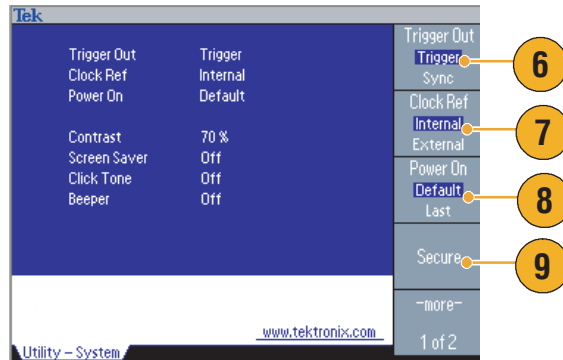 Tek
Trigger Out Trigger
Clock Ref Internal
Power On Default
Contrast 70 %
Screen Saver Off
Click Tone Off
Beeper Off
www.tektronix.com
Utility – System
Trigger Out
Trigger
Sync
Clock Ref
Internal
External
Power On
Default
Last
Secure
-more-
1 of 2
6
7
8
9